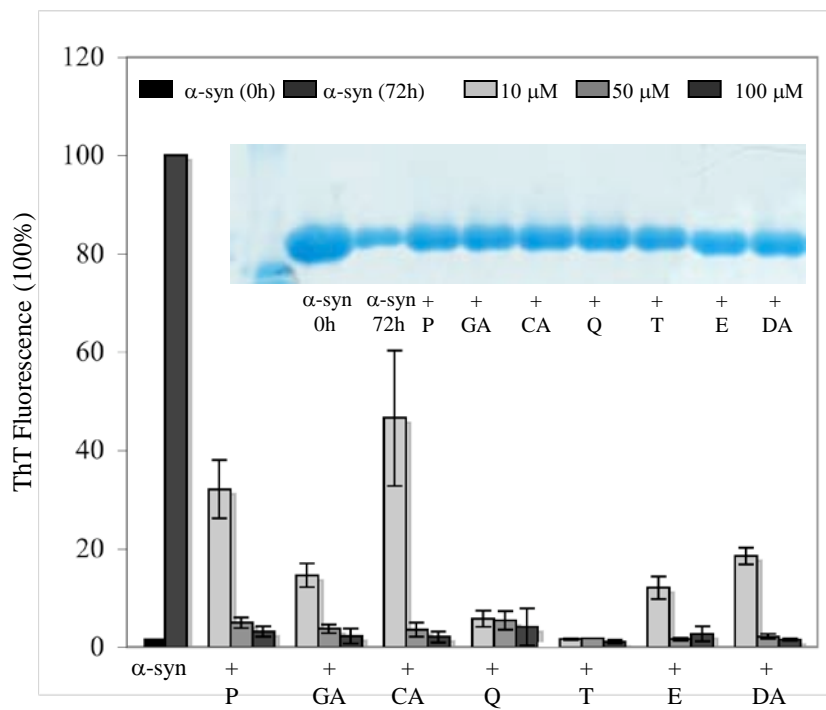 120
α-syn (0h) α-syn (72h) 10 μM 50 μM 100 μM
100
80
60
40
20
0
ThT Fluorescence (100%)
α-syn α-syn + + + + + + +
0h 72h P GA CA Q T E DA
α-syn + + + + + + +
P GA CA Q T E DA